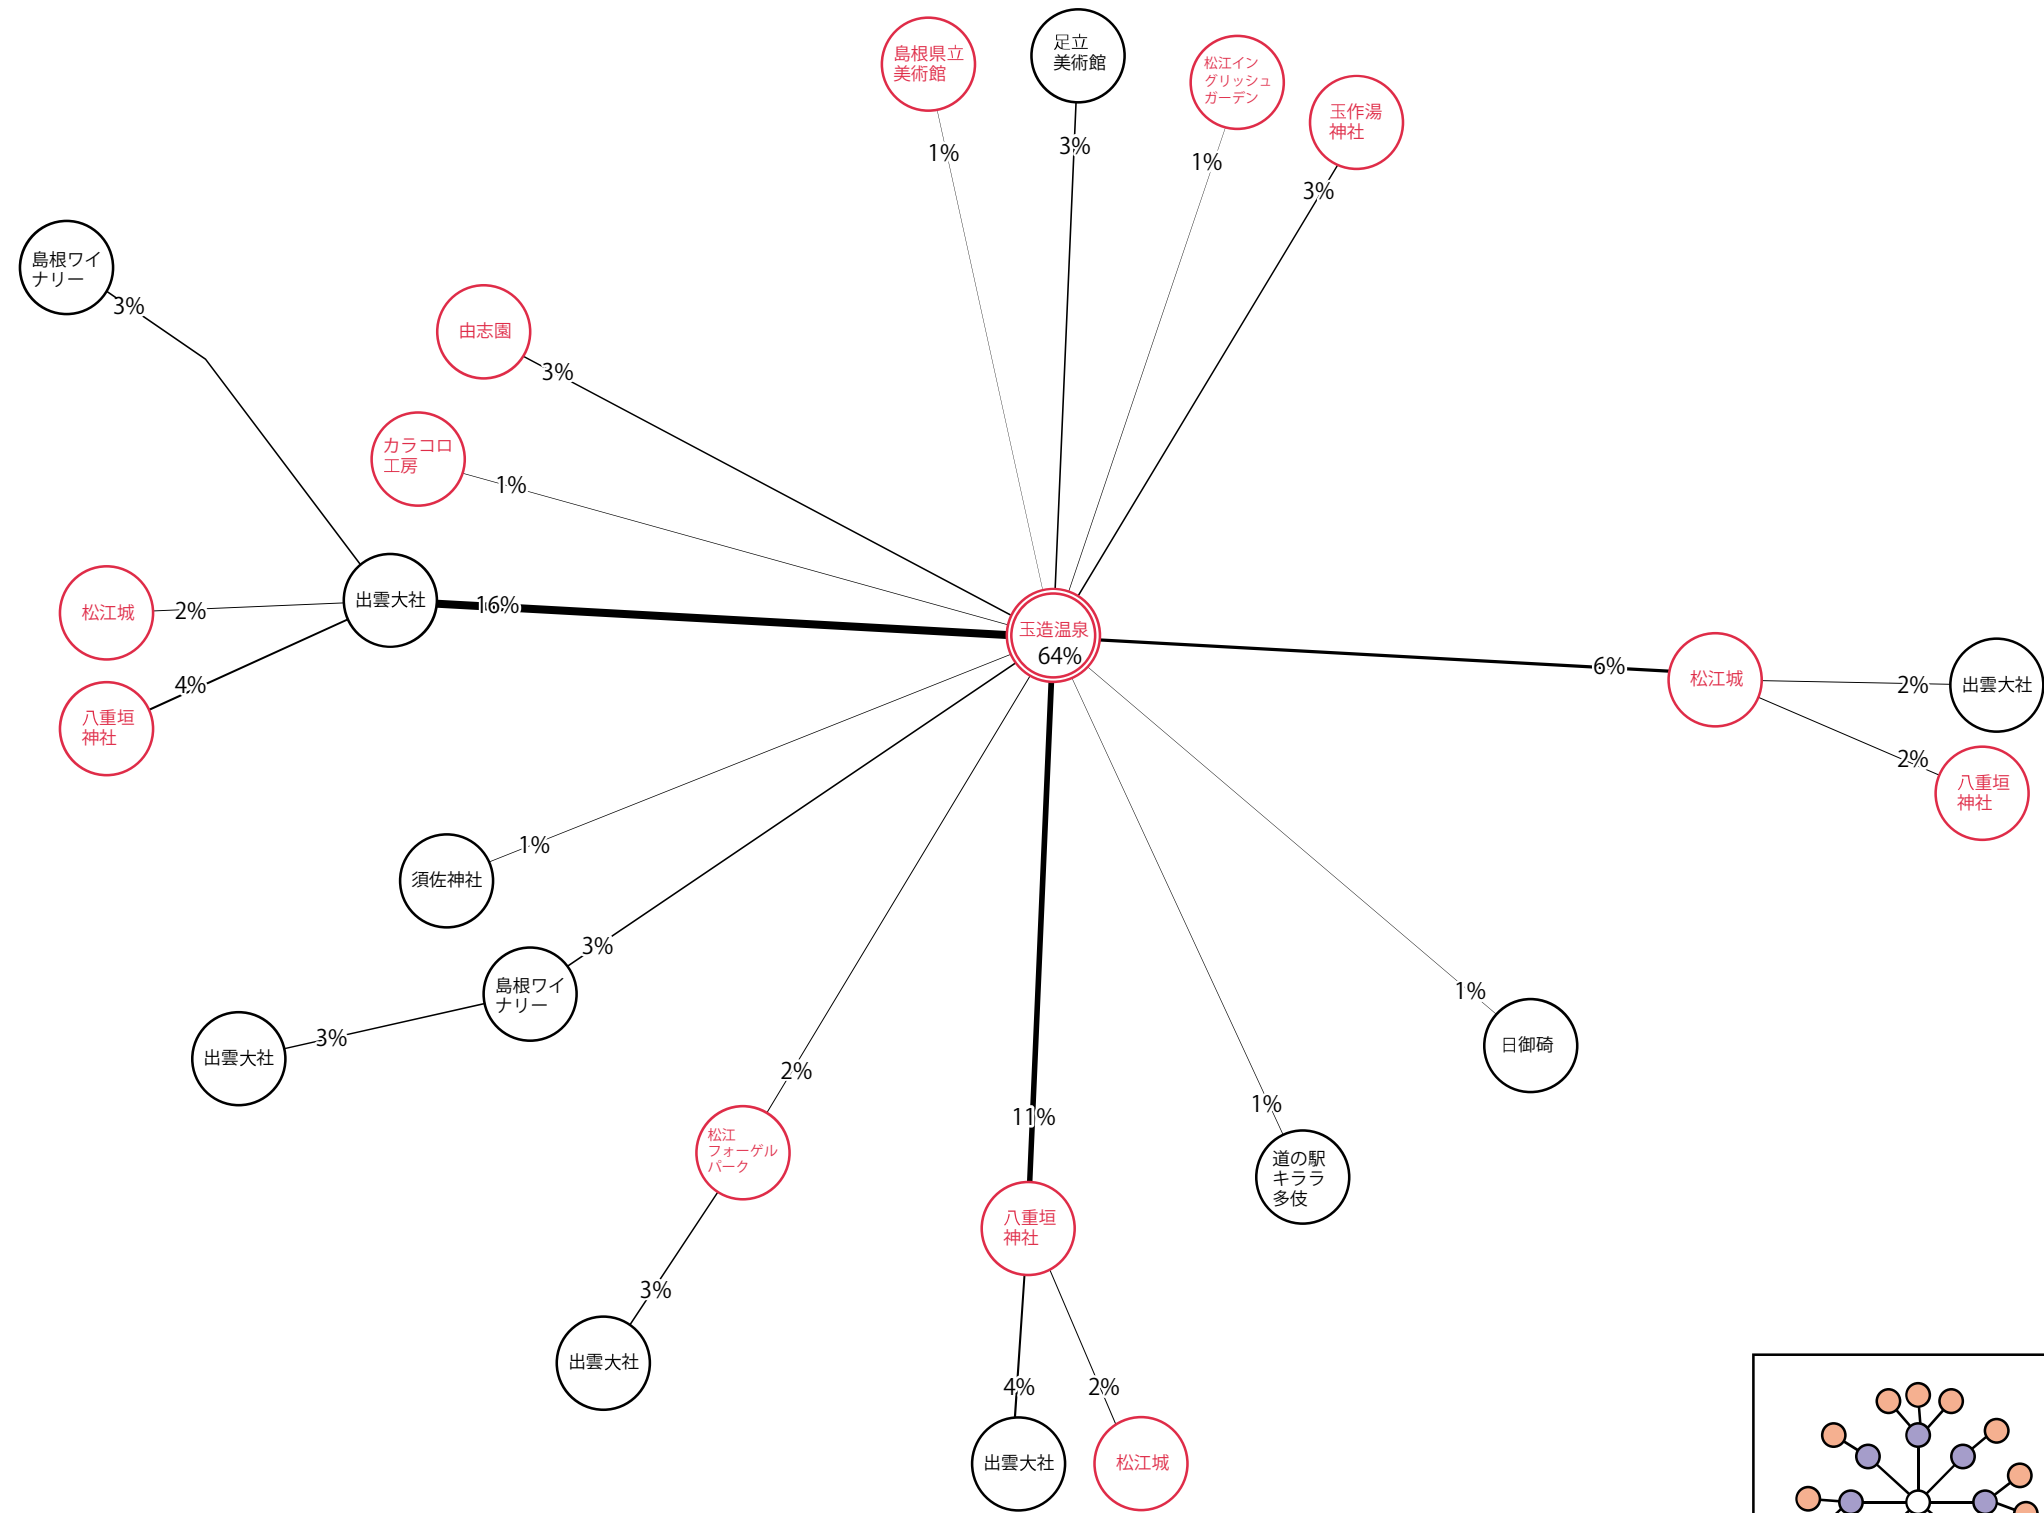 島根県立
美術館
1%
足立
美術館
3%
松江イン
グリッシュ
ガーデン
1%
玉作湯
神社
3%
島根ワイ
ナリー
3%
由志園
3%
カラコロ
工房
1%
松江城
2%
出雲大社
16%
八重垣
神社
4%
玉造温泉
64%
6%
松江城
2%
出雲大社
2%
八重垣
神社
須佐神社
1%
島根ワイ
ナリー
3%
出雲大社
3%
2%
松江
フォーゲル
パーク
3%
出雲大社
11%
八重垣
神社
4%
出雲大社
2%
松江城
1%
道の駅
キララ
多伎
1%
日御碕